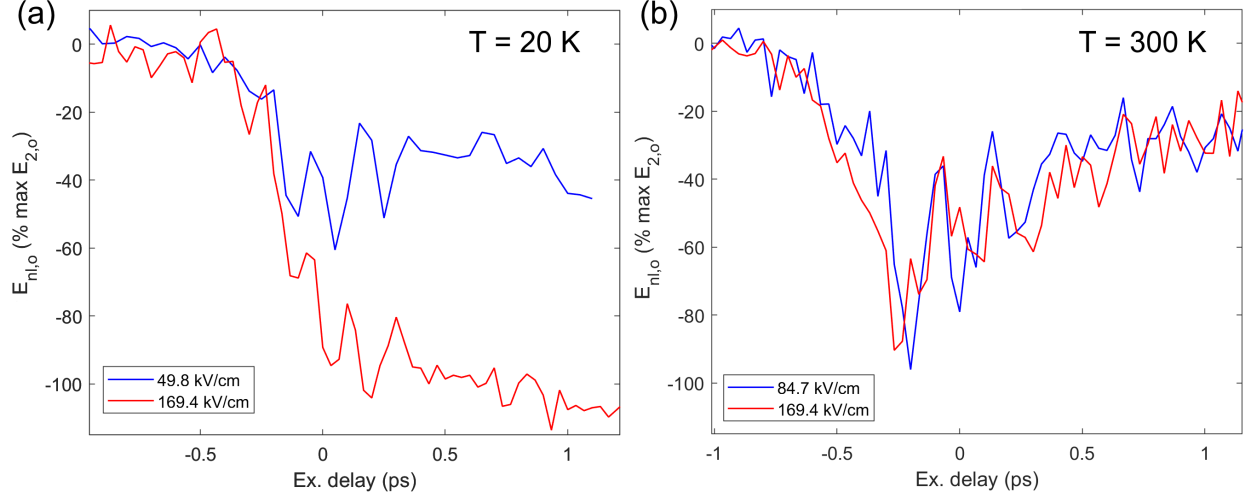 (a)
T = 20 K
0
-20
-40
-60
-80
-100
E_nl,o (% max E_2,o)
49.8 kV/cm
169.4 kV/cm
-0.5
0
0.5
1
Ex. delay (ps)
(b)
T = 300 K
0
-20
-40
-60
-80
-100
E_nl,o (% max E_2,o)
84.7 kV/cm
169.4 kV/cm
-1
-0.5
0
0.5
1
Ex. delay (ps)